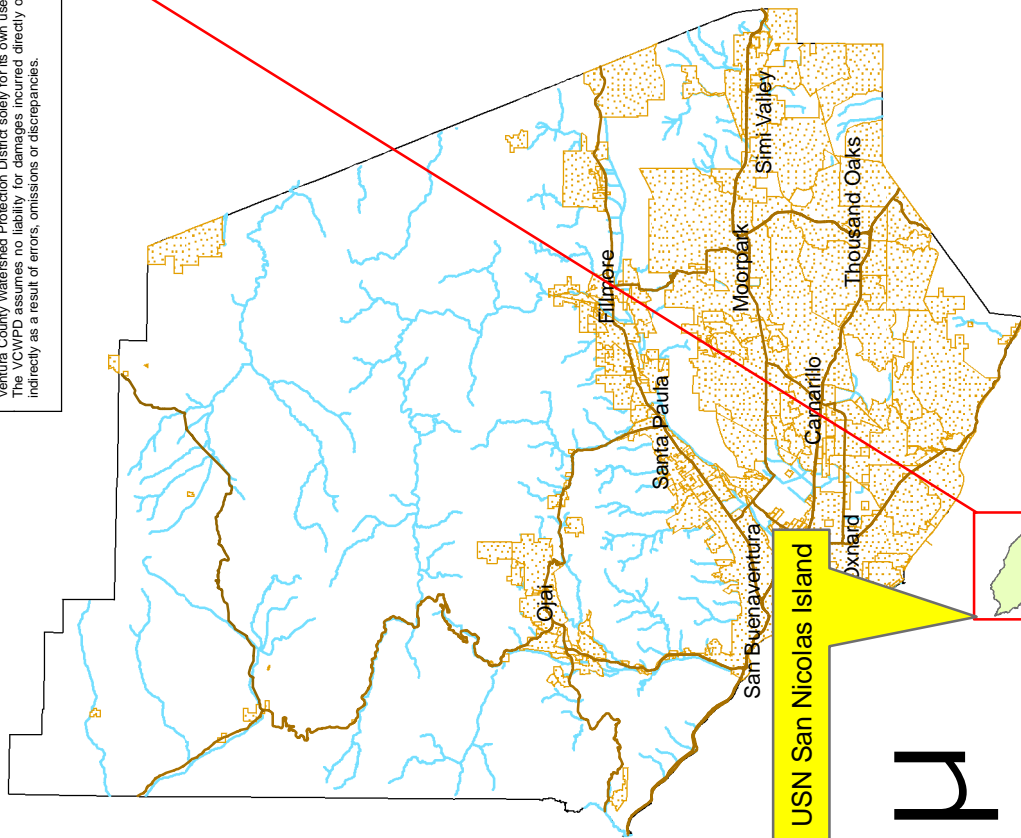 Ventura County Watershed Protection District solely for its own use
The VCWPD assumes no liability for damages incurred directly o
indirectly as a result of errors, omissions or discrepancies.
Fillmore
Simi Valley
Moorpark
Thousand Oaks
Santa Paula
Camarillo
Ojai
Oxnard
San Buenaventura
USN San Nicolas Island
µ